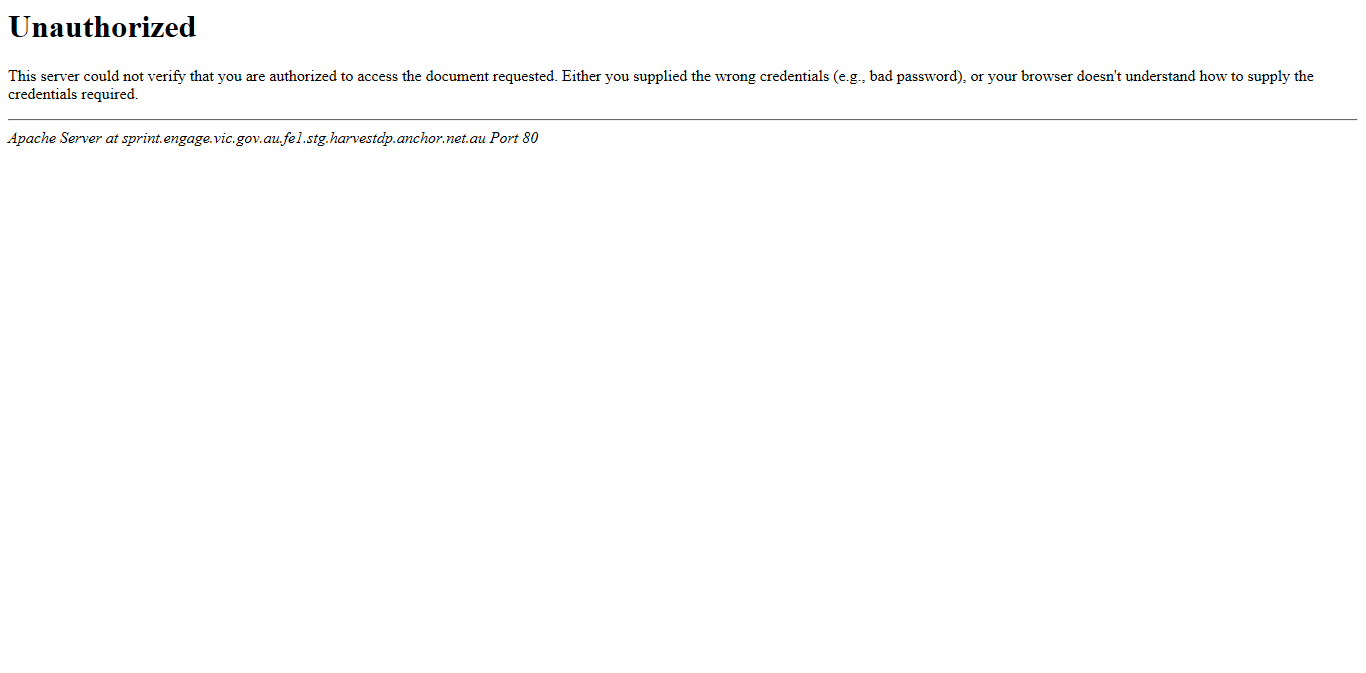 Unauthorized
This server could not verify that you are authorized to access the document requested. Either you supplied the wrong credentials (e.g., bad password), or your browser doesn't understand how to supply the
credentials required.
Apache Server at sprint.engage.vic.gov.au.fe1.stg.harvestdp.anchor.net.au Port 80